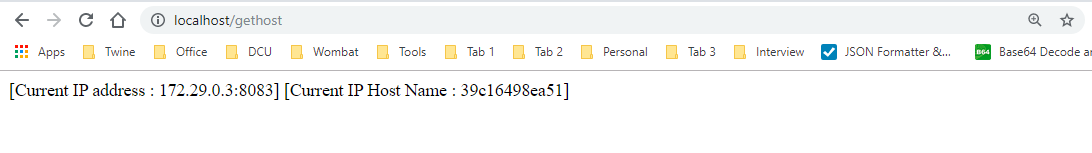 localhost/gethost
Apps Twine Office DCU Wombat Tools Tab 1 Tab 2 Personal Tab 3 Interview JSON Formatter &... B64 Base64 Decode a
[Current IP address : 172.29.0.3:8083] [Current IP Host Name : 39c16498ea51]